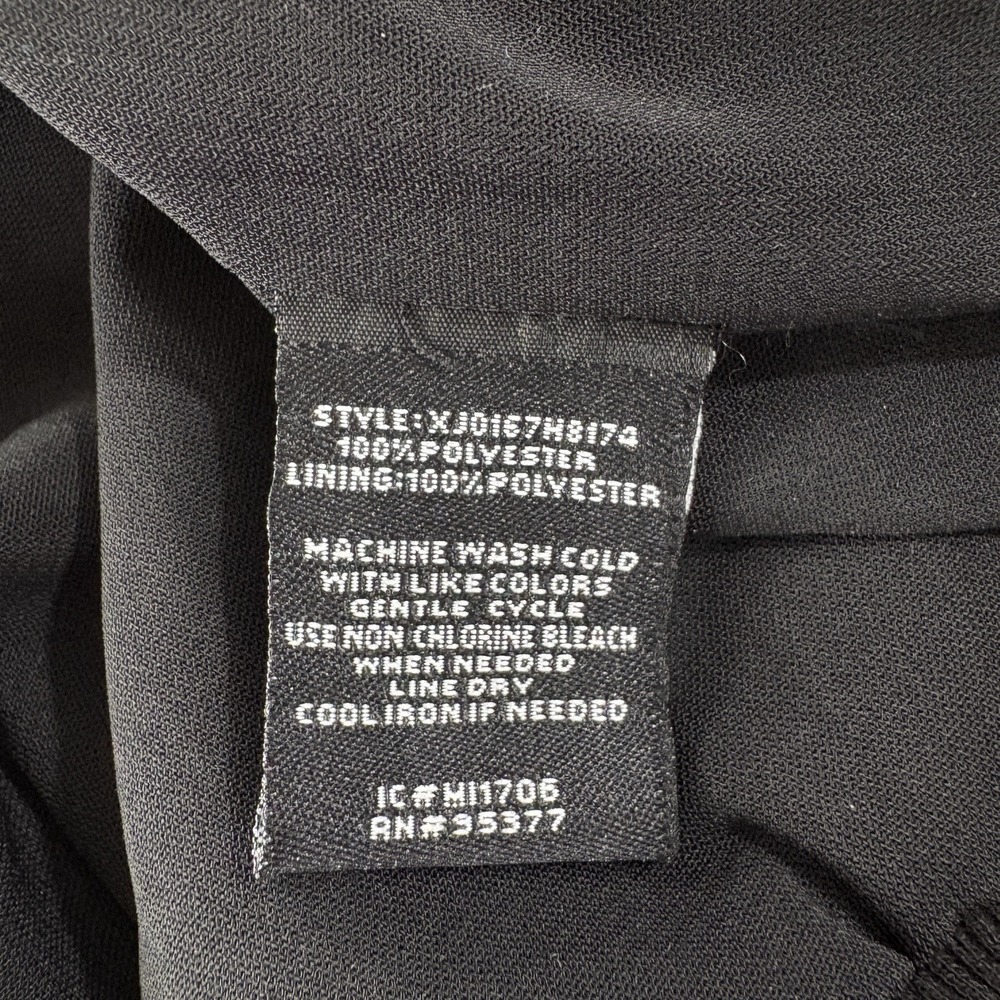 STYLE:XJ0167H8174
100%POLYESTER
LINING:100%POLYESTER
MACHINE WASH COLD
WITH LIKE COLORS
GENTLE CYCLE
USE NON CHLORINE BLEACH
WHEN NEEDED
LINE DRY
COOL IRON IF NEEDED
IC#MI1706
RN#35377